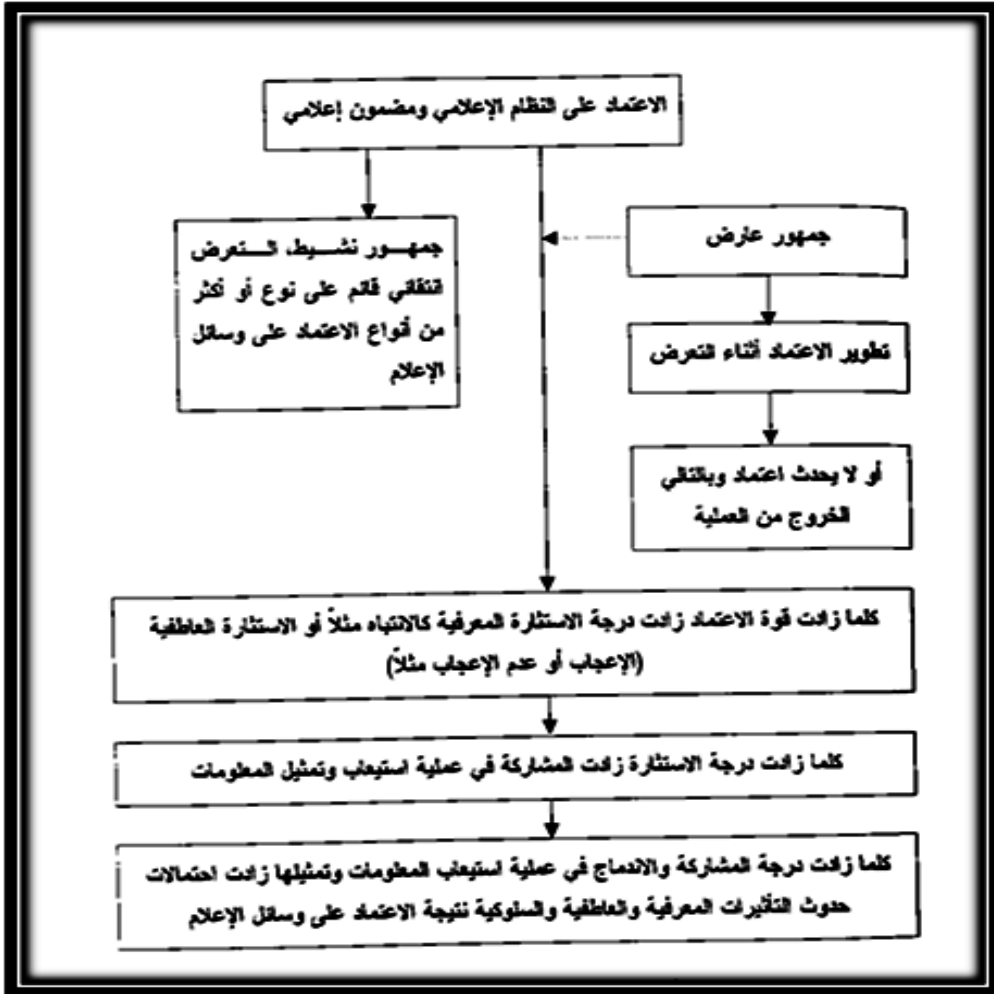 الاعتماد على النظام الإعلامي ومضمون إعلامي
جمهور نشيط، التعرض
انتقائي قائم على نوع أو أكثر
من أنواع الاعتماد على وسائل
الإعلام
جمهور عارض
تطوير الاعتماد أثناء التعرض
أو لا يحدث اعتماد وبالتالي
الخروج من العملية
كلما زادت قوة الاعتماد زادت درجة الاستثارة المعرفية كالانتباه مثلاً أو الاستثارة العاطفية
(الإعجاب أو عدم الإعجاب مثلاً)
كلما زادت درجة الاستثارة زادت المشاركة في عملية استيعاب وتمثيل المعلومات
كلما زادت درجة المشاركة والاندماج في عملية استيعاب المعلومات وتمثيلها زادت احتمالات
حدوث التأثيرات المعرفية والعاطفية والسلوكية نتيجة الاعتماد على وسائل الإعلام